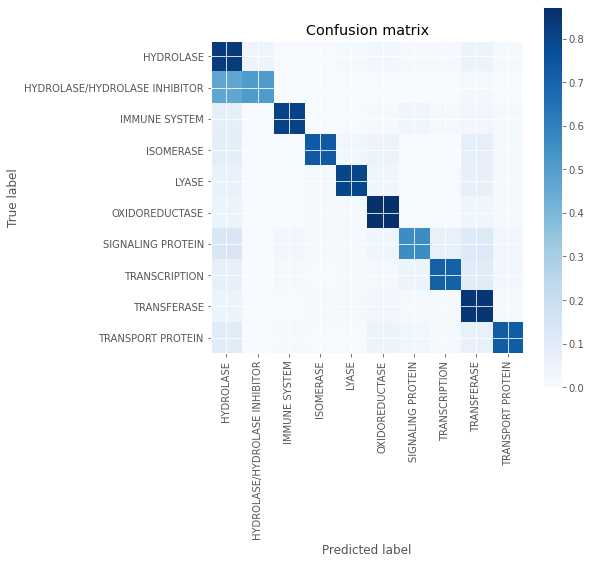 Confusion matrix
True label
HYDROLASE
HYDROLASE/HYDROLASE INHIBITOR
IMMUNE SYSTEM
ISOMERASE
LYASE
OXIDOREDUCTASE
SIGNALING PROTEIN
TRANSCRIPTION
TRANSFERASE
TRANSPORT PROTEIN
HYDROLASE
HYDROLASE/HYDROLASE INHIBITOR
IMMUNE SYSTEM
ISOMERASE
LYASE
OXIDOREDUCTASE
SIGNALING PROTEIN
TRANSCRIPTION
TRANSFERASE
TRANSPORT PROTEIN
Predicted label
0.8
0.7
0.6
0.5
0.4
0.3
0.2
0.1
0.0